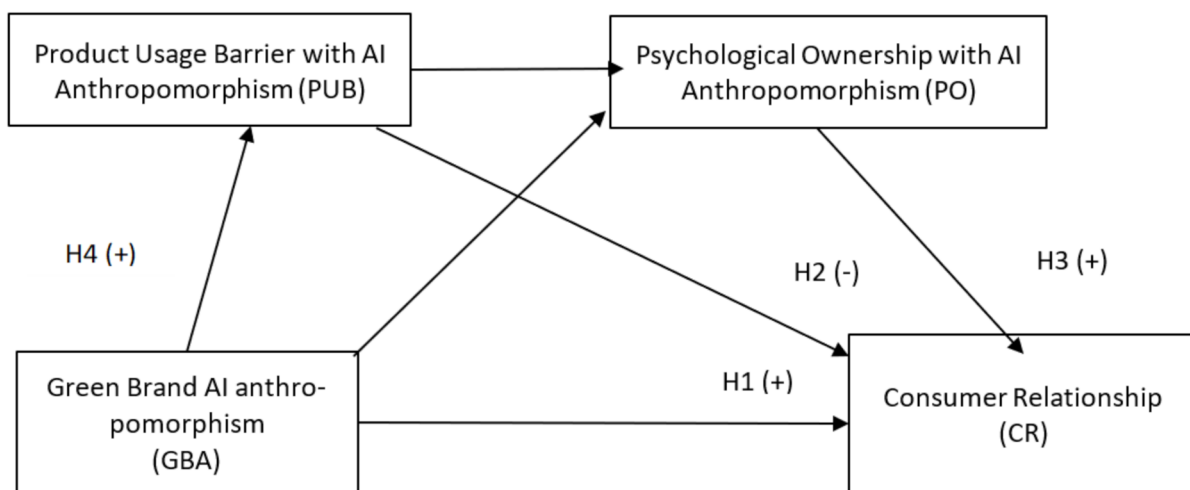 Product Usage Barrier with AI
Anthropomorphism (PUB)
Psychological Ownership with AI
Anthropomorphism (PO)
H4 (+)
H2 (-)
H3 (+)
H1 (+)
Green Brand AI anthro-
pomorphism
(GBA)
Consumer Relationship
(CR)